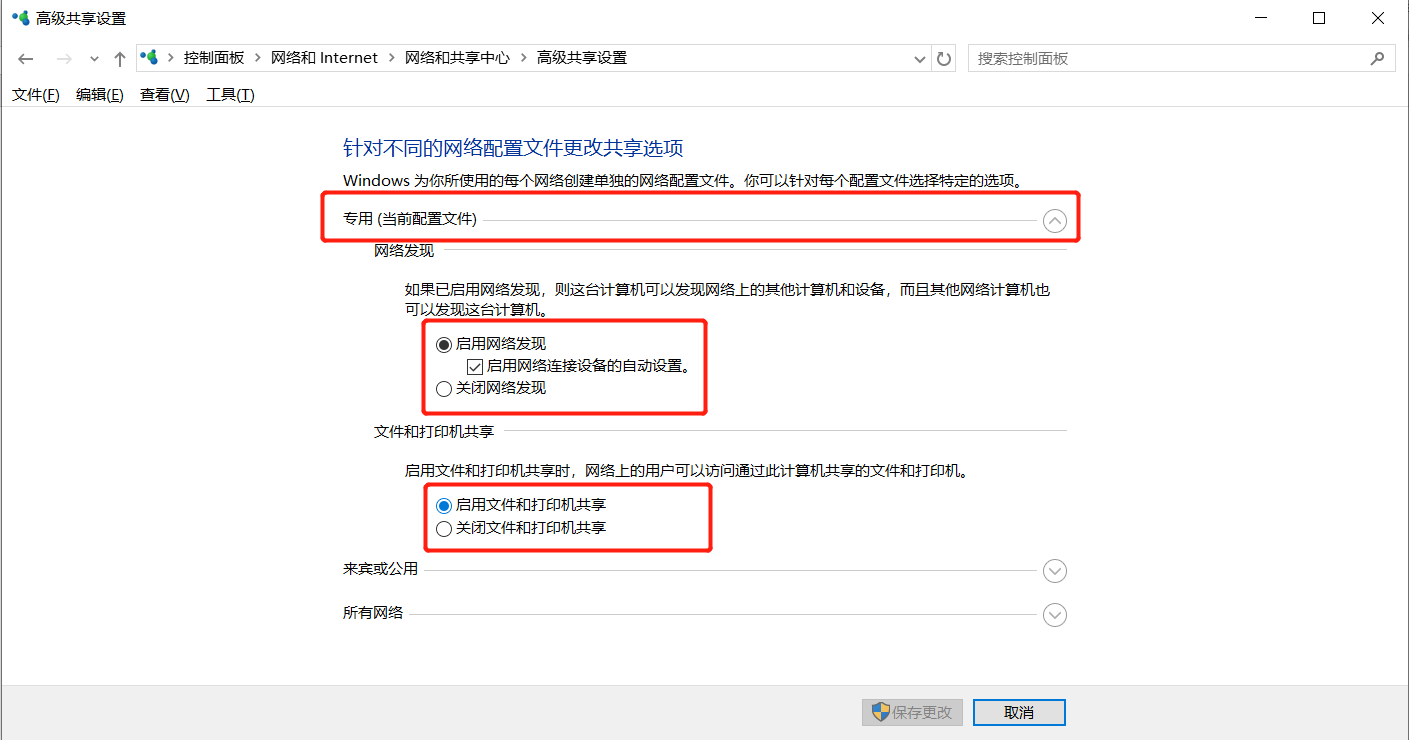 高级共享设置
控制面板 网络和 Internet 网络和共享中心 高级共享设置 搜索控制面板
文件(F) 编辑(E) 查看(V) 工具(T)
针对不同的网络配置文件更改共享选项
Windows 为你所使用的每个网络创建单独的网络配置文件。你可以针对每个配置文件选择特定的选项。
专用 (当前配置文件)
网络发现
如果已启用网络发现，则这台计算机可以发现网络上的其他计算机和设备，而且其他网络计算机也
可以发现这台计算机。
启用网络发现
启用网络连接设备的自动设置。
关闭网络发现
文件和打印机共享
启用文件和打印机共享时，网络上的用户可以访问通过此计算机共享的文件和打印机。
启用文件和打印机共享
关闭文件和打印机共享
来宾或公用
所有网络
保存更改 取消